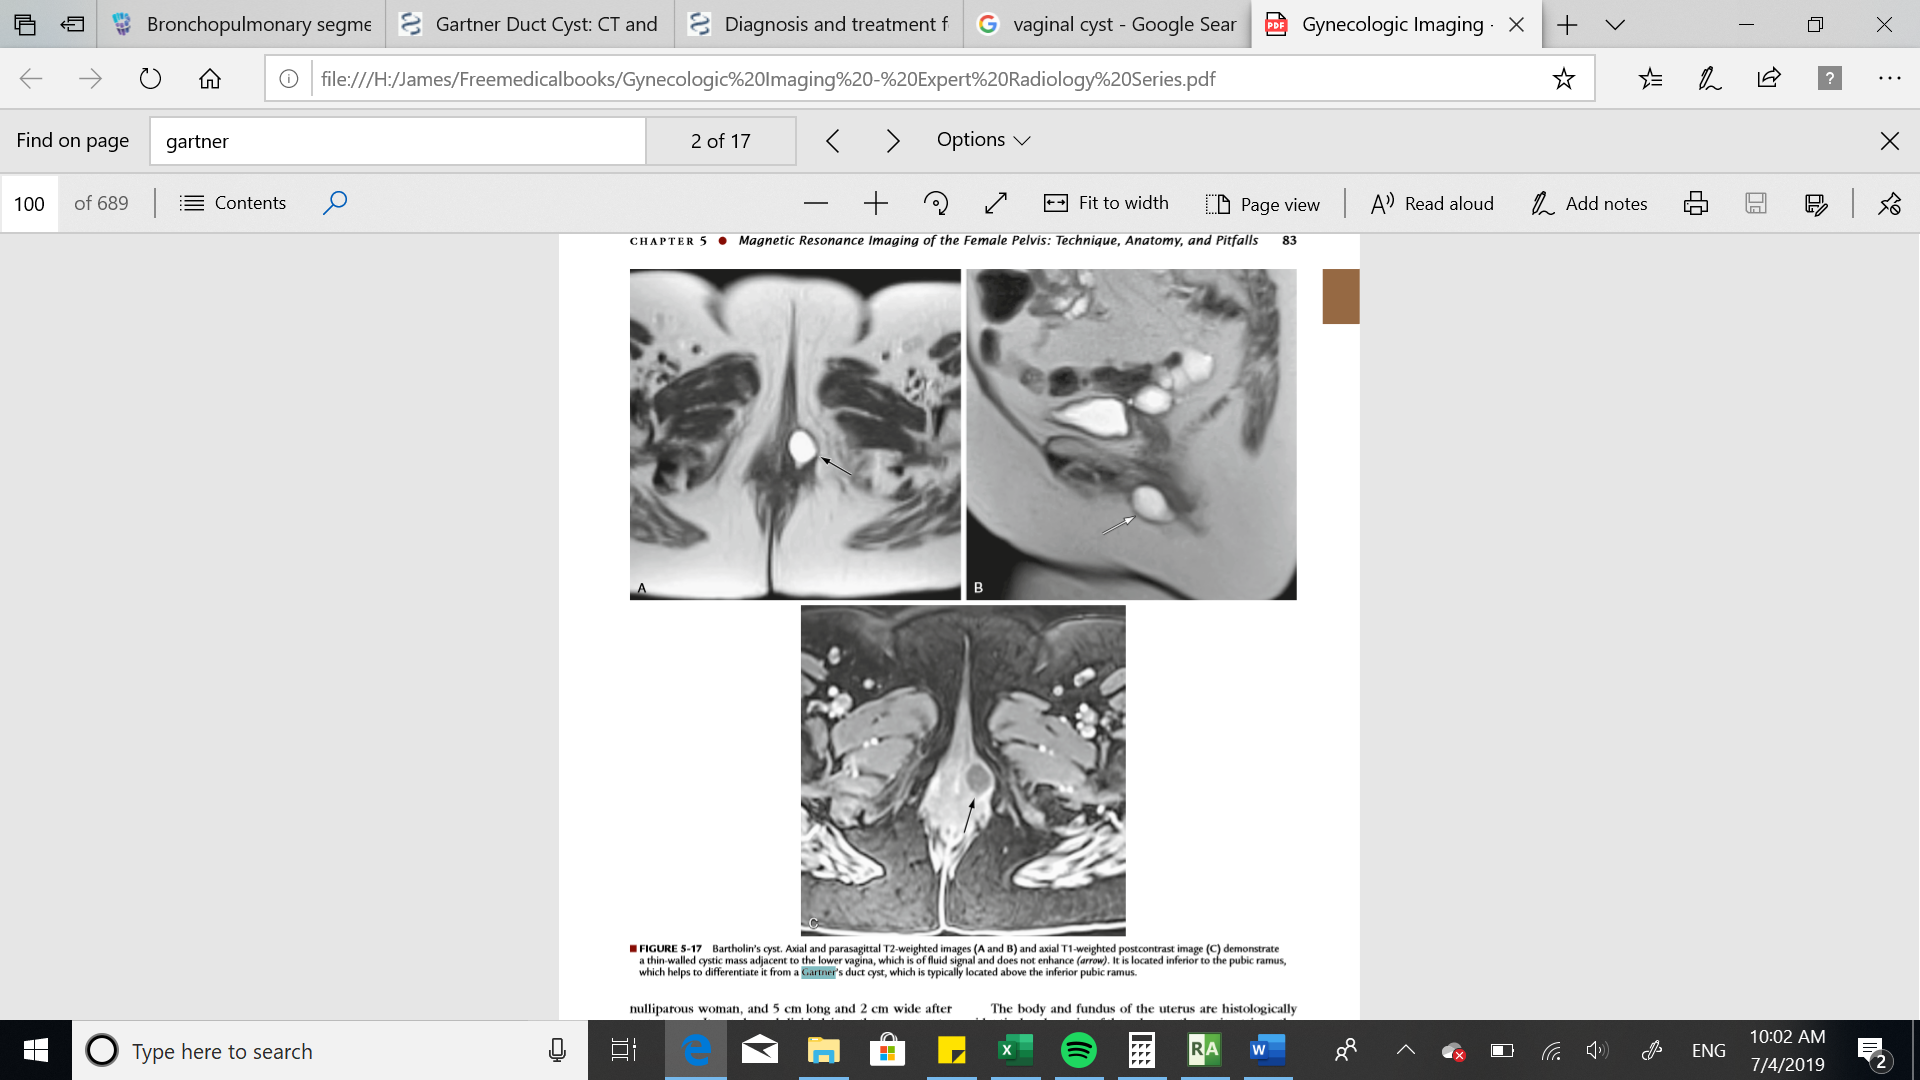 Bronchopulmonary segme
Gartner Duct Cyst: CT and
Diagnosis and treatment f
vaginal cyst - Google Sear
PDF
Gynecologic Imaging -
file:///H:/James/Freemedicalbooks/Gynecologic%20Imaging%20-%20Expert%20Radiology%20Series.pdf
?
Find on page
gartner
2 of 17
Options
100 of 689
Contents
Fit to width
Page view
Read aloud
Add notes
CHAPTER 5 ● Magnetic Resonance Imaging of the Female Pelvis: Technique, Anatomy, and Pitfalls 83
A
B
C
■ FIGURE 5-17 Bartholin's cyst. Axial and parasagittal T2-weighted images (A and B) and axial T1-weighted postcontrast image (C) demonstrate
a thin-walled cystic mass adjacent to the lower vagina, which is of fluid signal and does not enhance (arrow). It is located inferior to the pubic ramus,
which helps to differentiate it from a Gartner's duct cyst, which is typically located above the inferior pubic ramus.
nulliparous woman, and 5 cm long and 2 cm wide after
The body and fundus of the uterus are histologically
Type here to search
RA
ENG
10:02 AM
7/4/2019
2